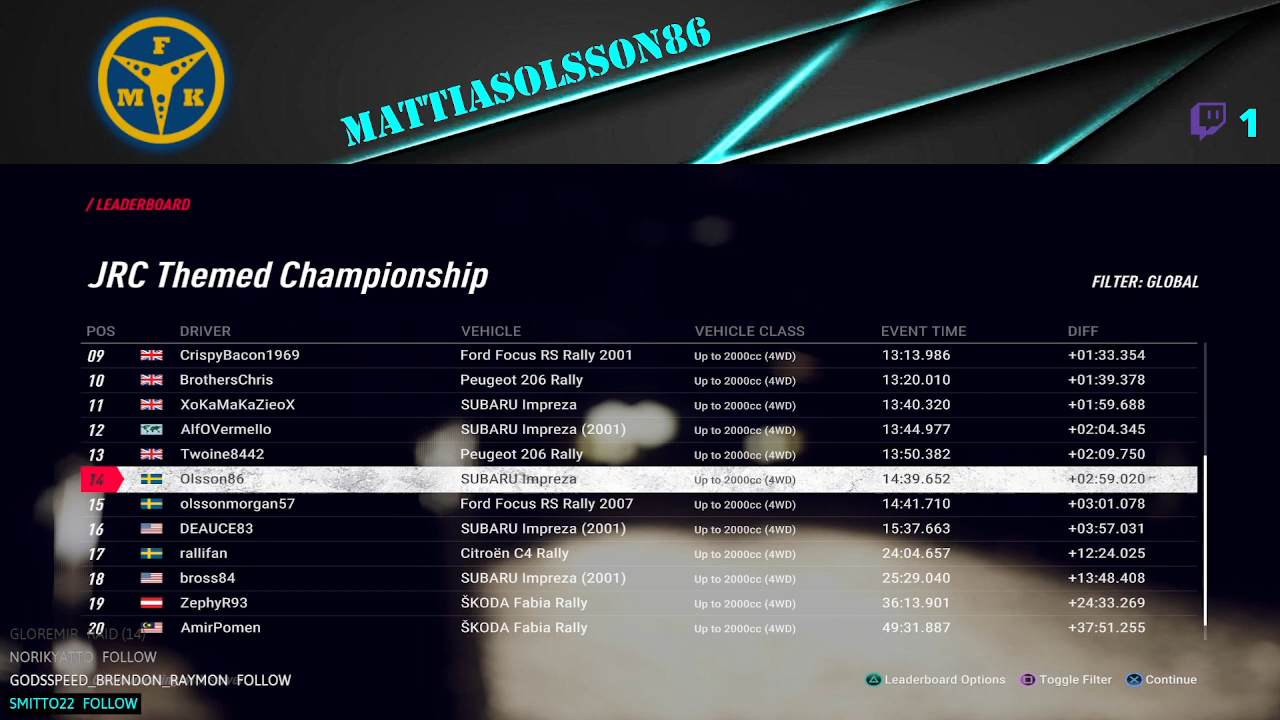 F
M K
MATTIASOLSSON86
1
/ LEADERBOARD
JRC Themed Championship
FILTER: GLOBAL
POS DRIVER VEHICLE VEHICLE CLASS EVENT TIME DIFF
09 CrispyBacon1969 Ford Focus RS Rally 2001 Up to 2000cc (4WD) 13:13.986 +01:33.354
10 BrothersChris Peugeot 206 Rally Up to 2000cc (4WD) 13:20.010 +01:39.378
11 XoKaMaKaZieoX SUBARU Impreza Up to 2000cc (4WD) 13:40.320 +01:59.688
12 AlfOVermello SUBARU Impreza (2001) Up to 2000cc (4WD) 13:44.977 +02:04.345
13 Twoine8442 Peugeot 206 Rally Up to 2000cc (4WD) 13:50.382 +02:09.750
14 Olsson86 SUBARU Impreza Up to 2000cc (4WD) 14:39.652 +02:59.020
15 olssonmorgan57 Ford Focus RS Rally 2007 Up to 2000cc (4WD) 14:41.710 +03:01.078
16 DEAUCE83 SUBARU Impreza (2001) Up to 2000cc (4WD) 15:37.663 +03:57.031
17 rallifan Citroën C4 Rally Up to 2000cc (4WD) 24:04.657 +12:24.025
18 bross84 SUBARU Impreza (2001) Up to 2000cc (4WD) 25:29.040 +13:48.408
19 ZephyR93 ŠKODA Fabia Rally Up to 2000cc (4WD) 36:13.901 +24:33.269
20 AmirPomen ŠKODA Fabia Rally Up to 2000cc (4WD) 49:31.887 +37:51.255
GLOREMIR RAID (14)
NORIKYATTO FOLLOW
GODSSPEED_BRENDON_RAYMON FOLLOW
SMITTO22 FOLLOW
Leaderboard Options Toggle Filter Continue